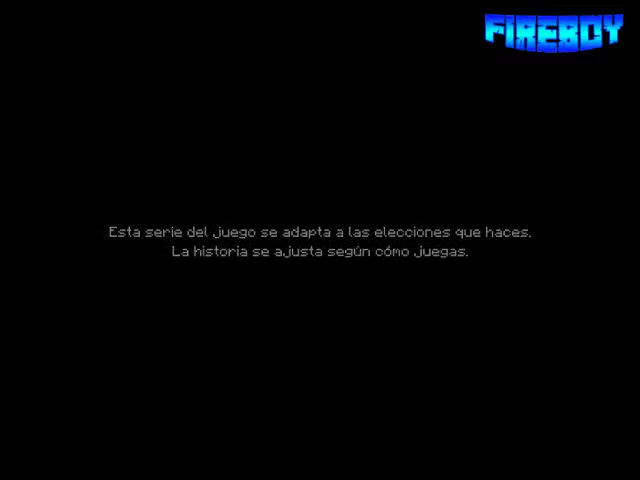 FIREBOY
Esta serie del juego se adapta a las elecciones que haces.
La historia se ajusta según cómo juegas.